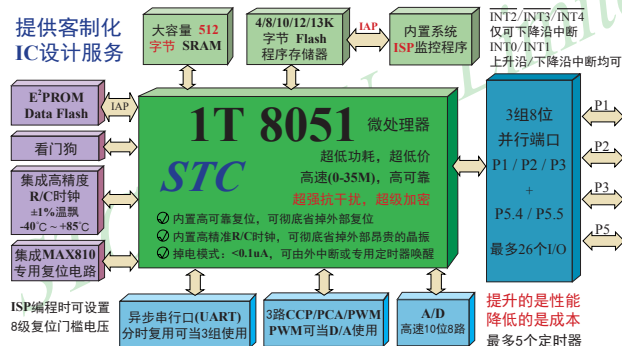 提供客制化
IC设计服务
大容量 512
字节 SRAM
4/8/10/12/13K
字节 Flash
程序存储器
IAP
内置系统
ISP监控程序
INT2/INT3/INT4
仅可下降沿中断
INT0/INT1
上升沿/下降沿中断均可
E²PROM
Data Flash
IAP
看门狗
集成高精度
R/C时钟
±1%温飘
-40℃ ~ +85℃
集成MAX810
专用复位电路
ISP编程时可设置
8级复位门槛电压
1T 8051 微处理器
STC
超低功耗，超低价
高速(0-35M)，高可靠
超强抗干扰，超级加密
内置高可靠复位，可彻底省掉外部复位
内置高精准R/C时钟，可彻底省掉外部昂贵的晶振
掉电模式：<0.1uA，可由外中断或专用定时器唤醒
3组8位
并行端口
P1 / P2 / P3
+
P5.4 / P5.5
最多26个I/O
P1
P2
P3
P5
异步串行口(UART)
分时复用可当3组使用
3路CCP/PCA/PWM
PWM可当D/A使用
A/D
高速10位8路
提升的是性能
降低的是成本
最多5个定时器